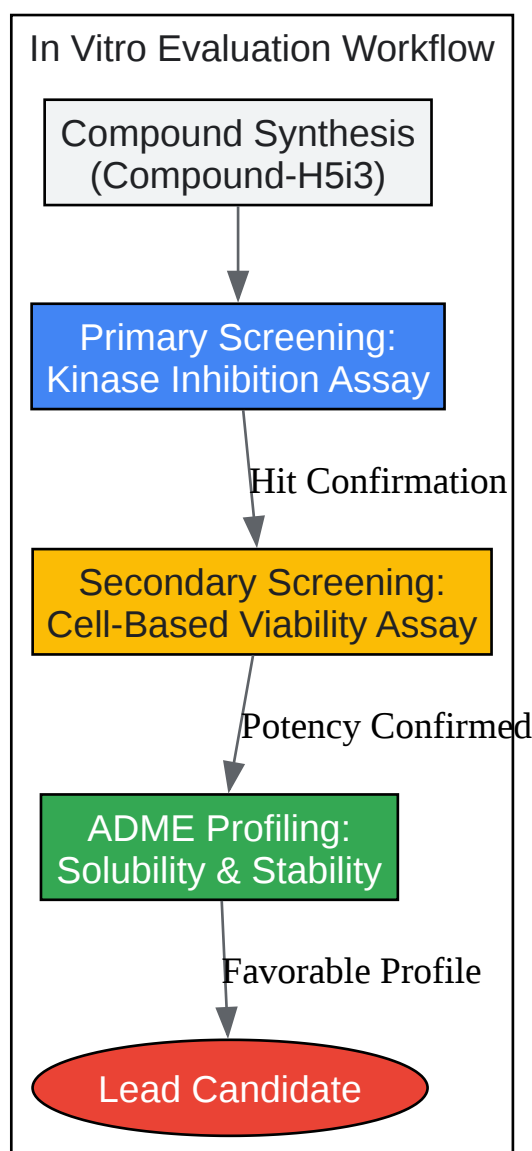 In Vitro Evaluation Workflow
Compound Synthesis
(Compound-H5i3)
Primary Screening:
Kinase Inhibition Assay
Hit Confirmation
Secondary Screening:
Cell-Based Viability Assay
Potency Confirmed
ADME Profiling:
Solubility & Stability
Favorable Profile
Lead Candidate